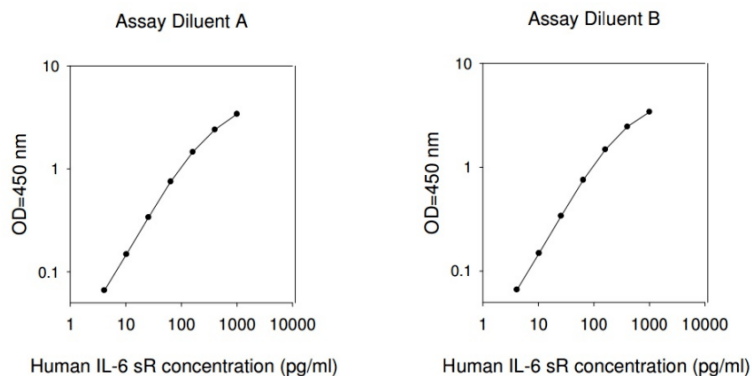 Assay Diluent A
10
1
0.1
OD=450 nm
1 10 100 1000 10000
Human IL-6 sR concentration (pg/ml)
Assay Diluent B
10
1
0.1
OD=450 nm
1 10 100 1000 10000
Human IL-6 sR concentration (pg/ml)